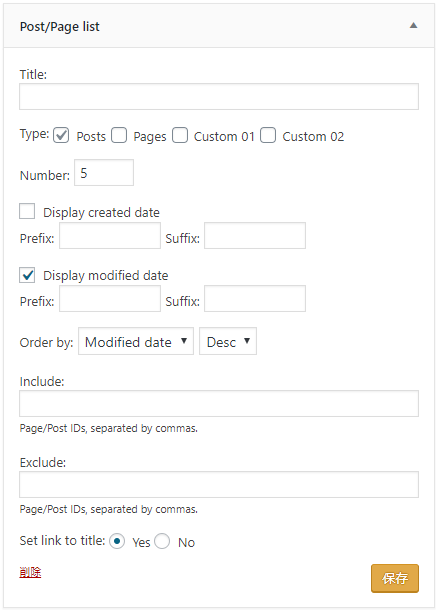 Post/Page list
Title:
Type: Posts Pages Custom 01 Custom 02
Number: 5
Display created date
Prefix: Suffix:
Display modified date
Prefix: Suffix:
Order by: Modified date Desc
Include:
Page/Post IDs, separated by commas.
Exclude:
Page/Post IDs, separated by commas.
Set link to title: Yes No
削除 保存